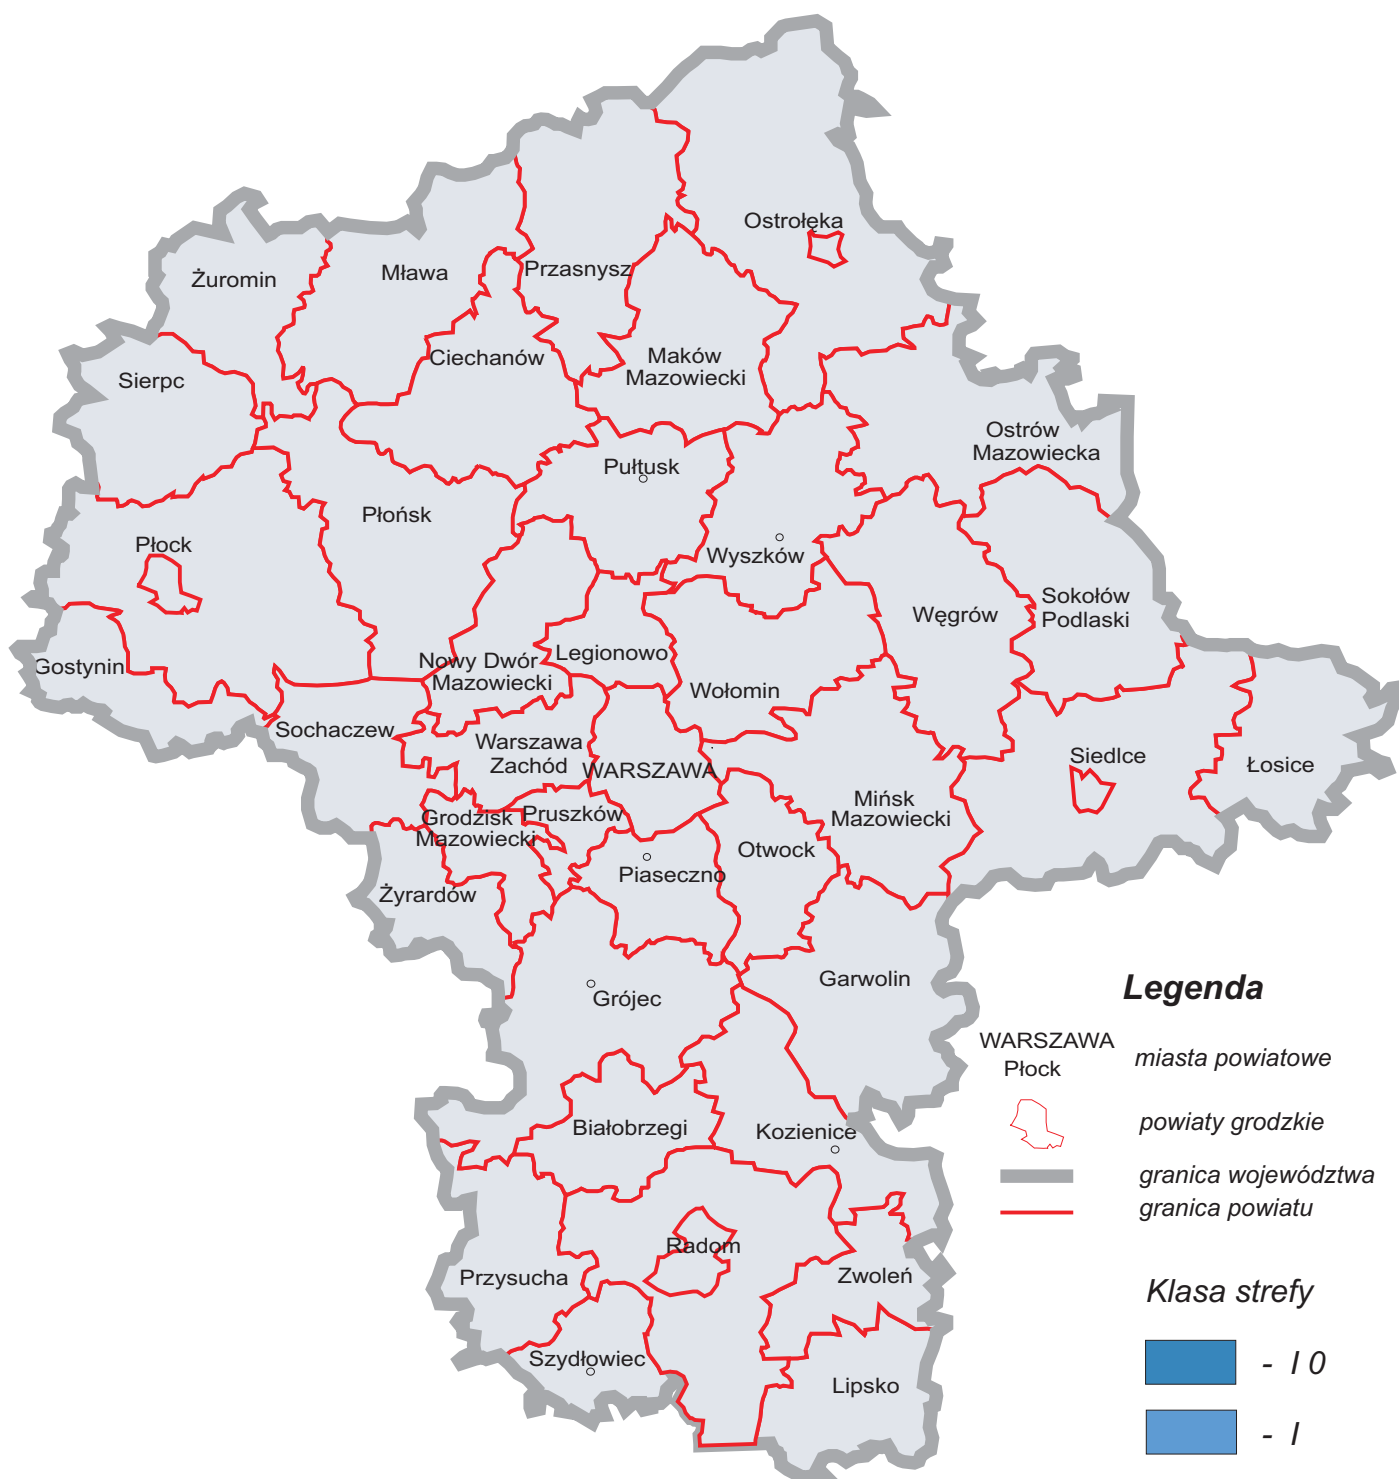 Ostrołęka
Żuromin
Mława
Przasnysz
Sierpc
Ciechanów
Maków
Mazowiecki
Ostrów
Mazowiecka
Pułtusk
Płońsk
Płock
Wyszków
Węgrów
Sokołów
Podlaski
Gostynin
Nowy Dwór
Mazowiecki
Legionowo
Wołomin
Sochaczew
Warszawa
Zachód
WARSZAWA
Siedlce
Łosice
Mińsk
Mazowiecki
Grodzisk
Mazowiecki
Pruszków
Otwock
Piaseczno
Żyrardów
Garwolin
Grójec
Białobrzegi
Kozienice
Radom
Przysucha
Zwoleń
Szydłowiec
Lipsko
Legenda
WARSZAWA
Płock
miasta powiatowe
powiaty grodzkie
granica województwa
granica powiatu
Klasa strefy
- I 0
- I